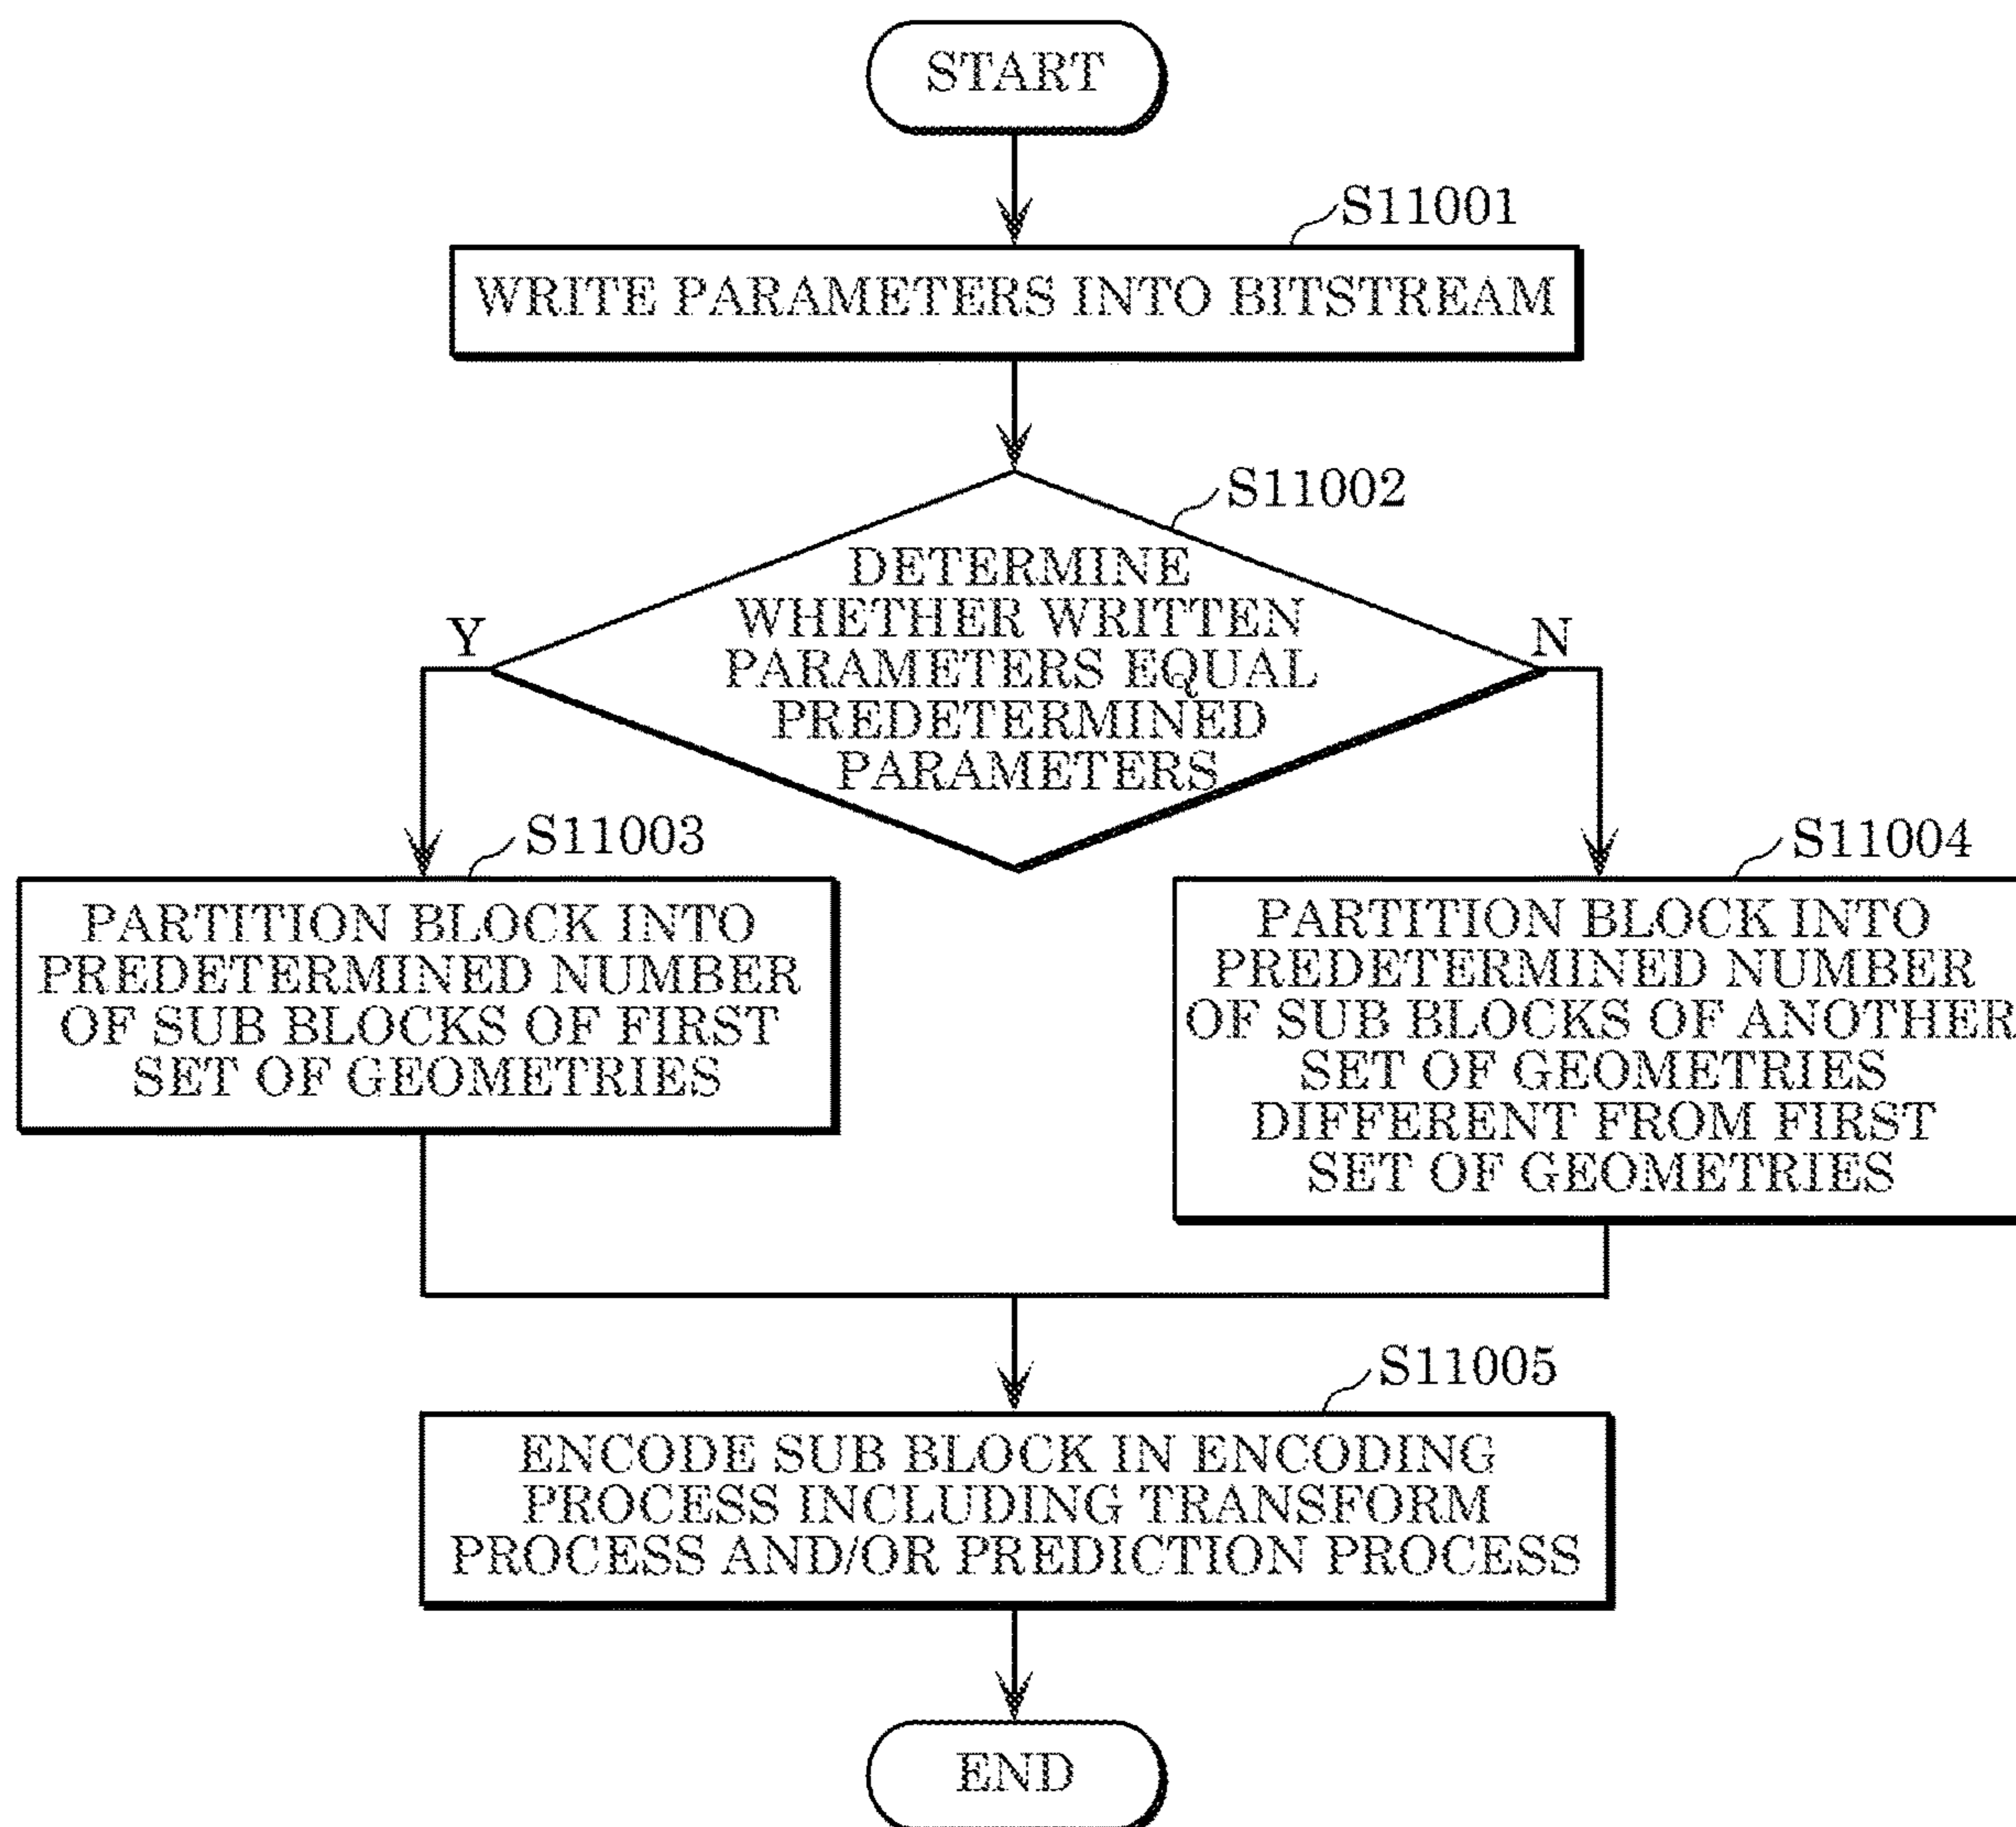 START
S11001
WRITE PARAMETERS INTO BITSTREAM
S11002
DETERMINE
WHETHER WRITTEN
PARAMETERS EQUAL
PREDETERMINED
PARAMETERS
Y
N
S11003
PARTITION BLOCK INTO
PREDETERMINED NUMBER
OF SUB BLOCKS OF FIRST
SET OF GEOMETRIES
S11004
PARTITION BLOCK INTO
PREDETERMINED NUMBER
OF SUB BLOCKS OF ANOTHER
SET OF GEOMETRIES
DIFFERENT FROM FIRST
SET OF GEOMETRIES
S11005
ENCODE SUB BLOCK IN ENCODING
PROCESS INCLUDING TRANSFORM
PROCESS AND/OR PREDICTION PROCESS
END